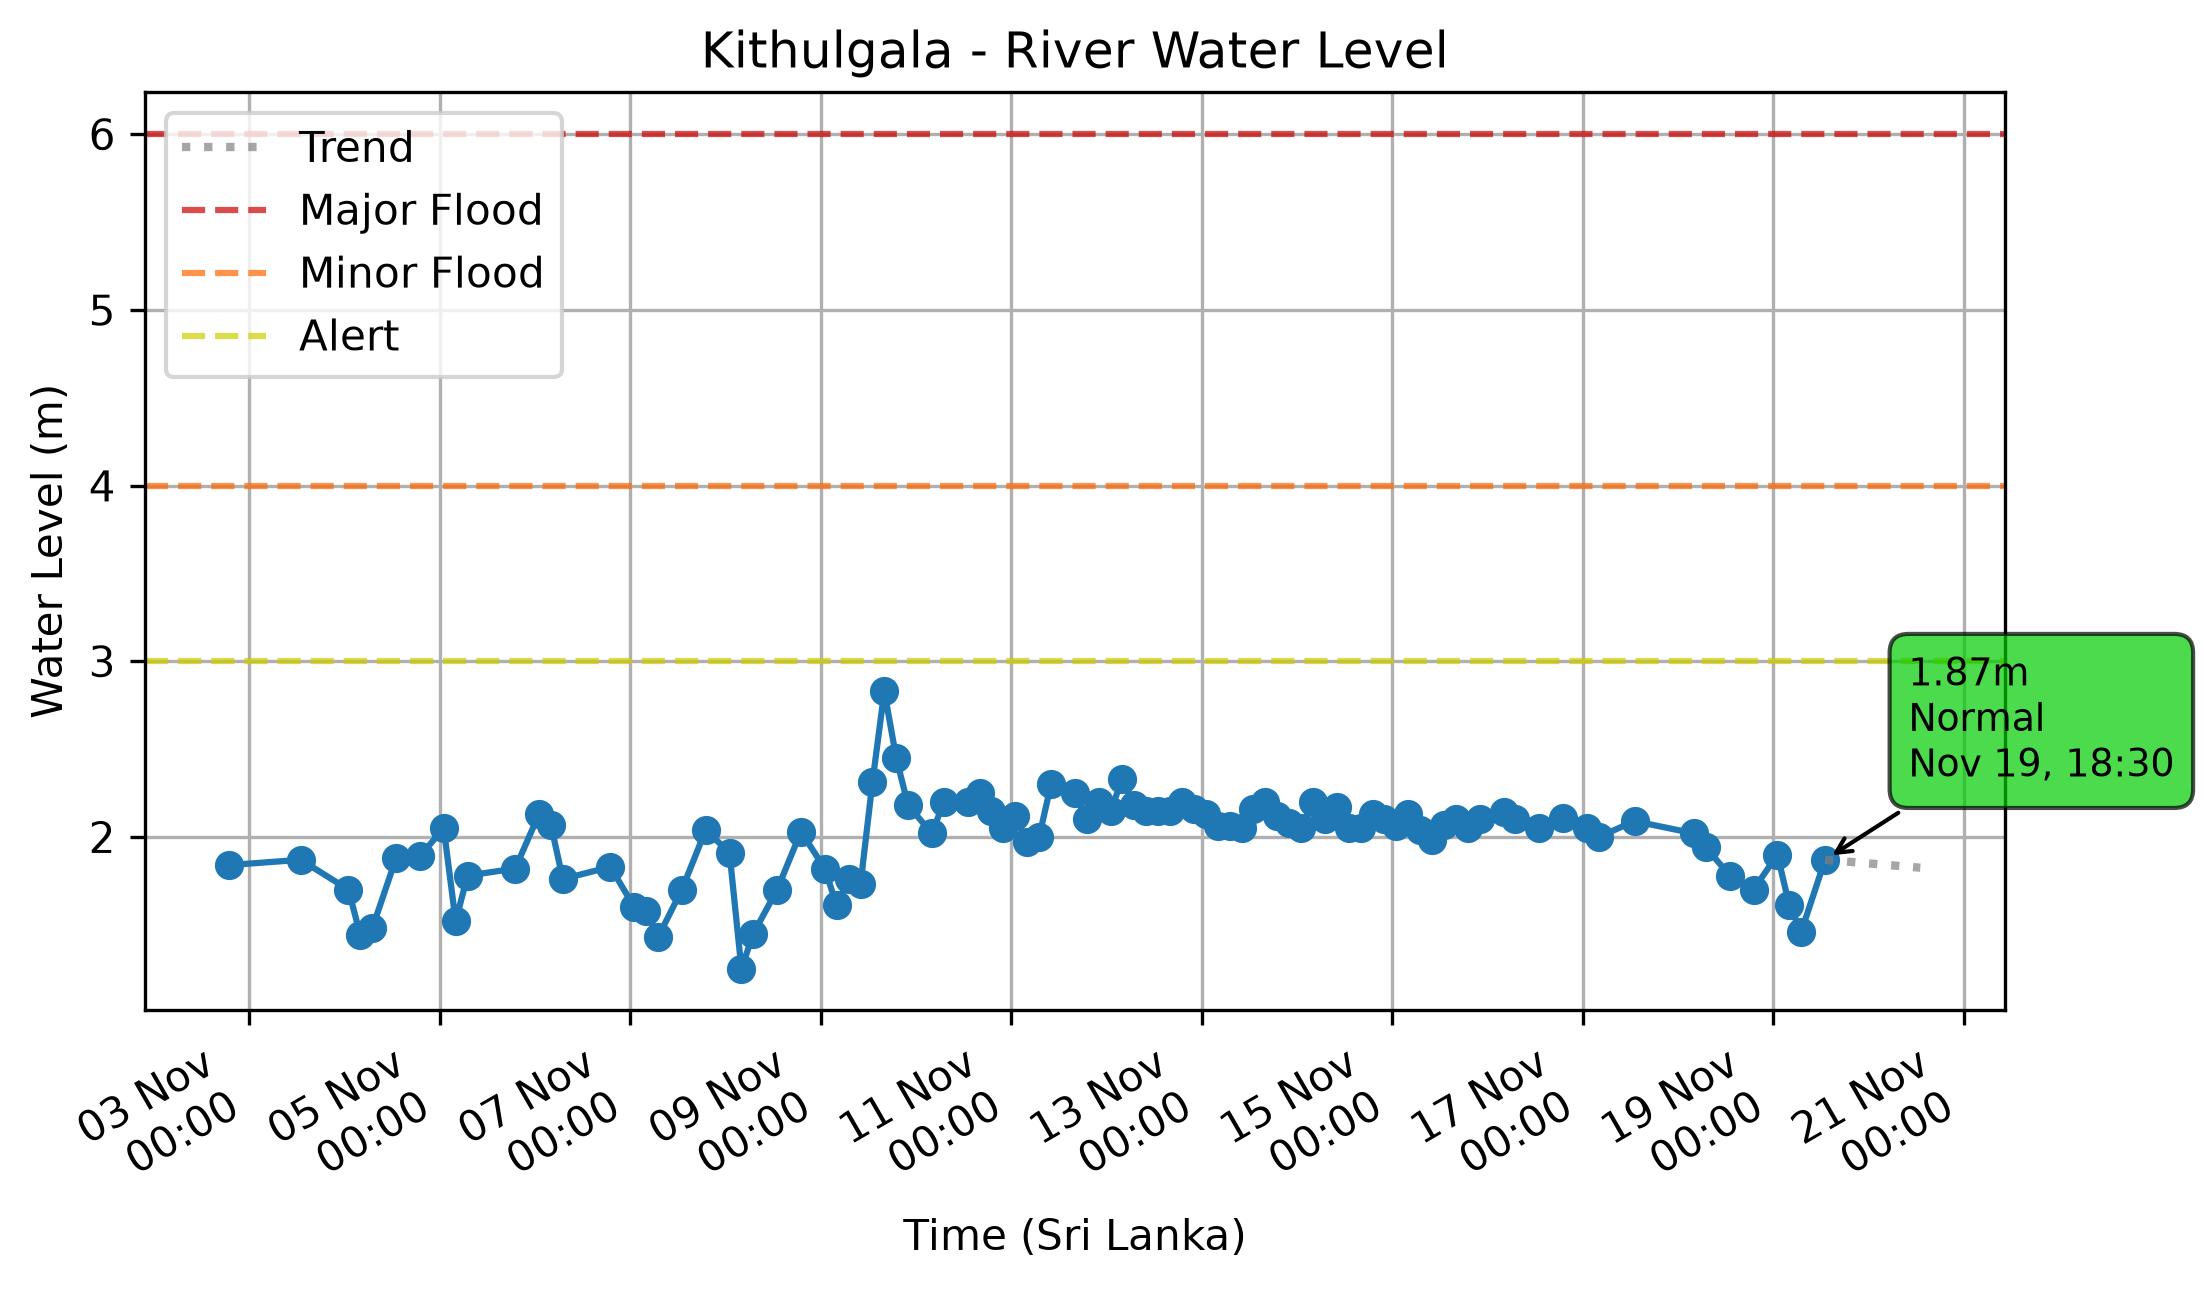 Kithulgala - River Water Level
Trend
Major Flood
Minor Flood
Alert
6
5
4
3
2
Water Level (m)
1.87m
Normal
Nov 19, 18:30
03 Nov
00:00
05 Nov
00:00
07 Nov
00:00
09 Nov
00:00
11 Nov
00:00
13 Nov
00:00
15 Nov
00:00
17 Nov
00:00
19 Nov
00:00
21 Nov
00:00
Time (Sri Lanka)